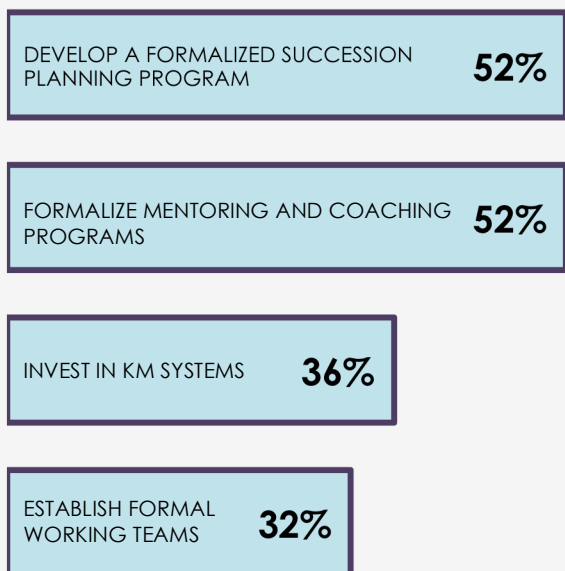 DEVELOP A FORMALIZED SUCCESSION
PLANNING PROGRAM
52%
FORMALIZE MENTORING AND COACHING
PROGRAMS
52%
INVEST IN KM SYSTEMS
36%
ESTABLISH FORMAL
WORKING TEAMS
32%